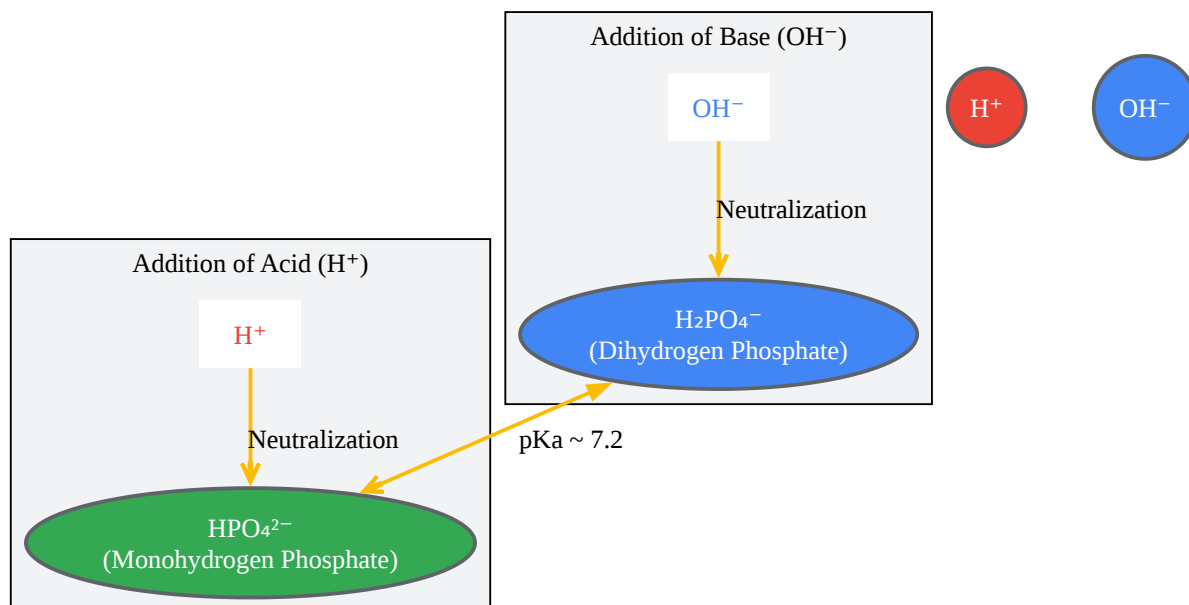 Addition of Base (OH⁻)
OH⁻
Neutralization
H₂PO₄⁻
(Dihydrogen Phosphate)
H⁺
OH⁻
Addition of Acid (H⁺)
H⁺
Neutralization
HPO₄²⁻
(Monohydrogen Phosphate)
pKa ~ 7.2